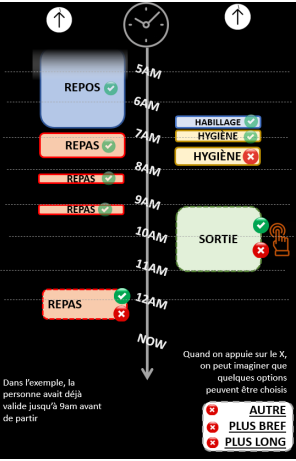 5AM
REPOS
6AM
HABILLAGE
7AM
HYGIÈNE
REPAS
HYGIÈNE
8AM
REPAS
9AM
REPAS
10AM
SORTIE
11AM
12AM
REPAS
NOW
Quand on appuie sur le X,
on peut imaginer que
quelques options
peuvent être choisis
Dans l'exemple, la
personne avait déjà
valide jusqu'à 9am avant
de partir
AUTRE
PLUS BREF
PLUS LONG